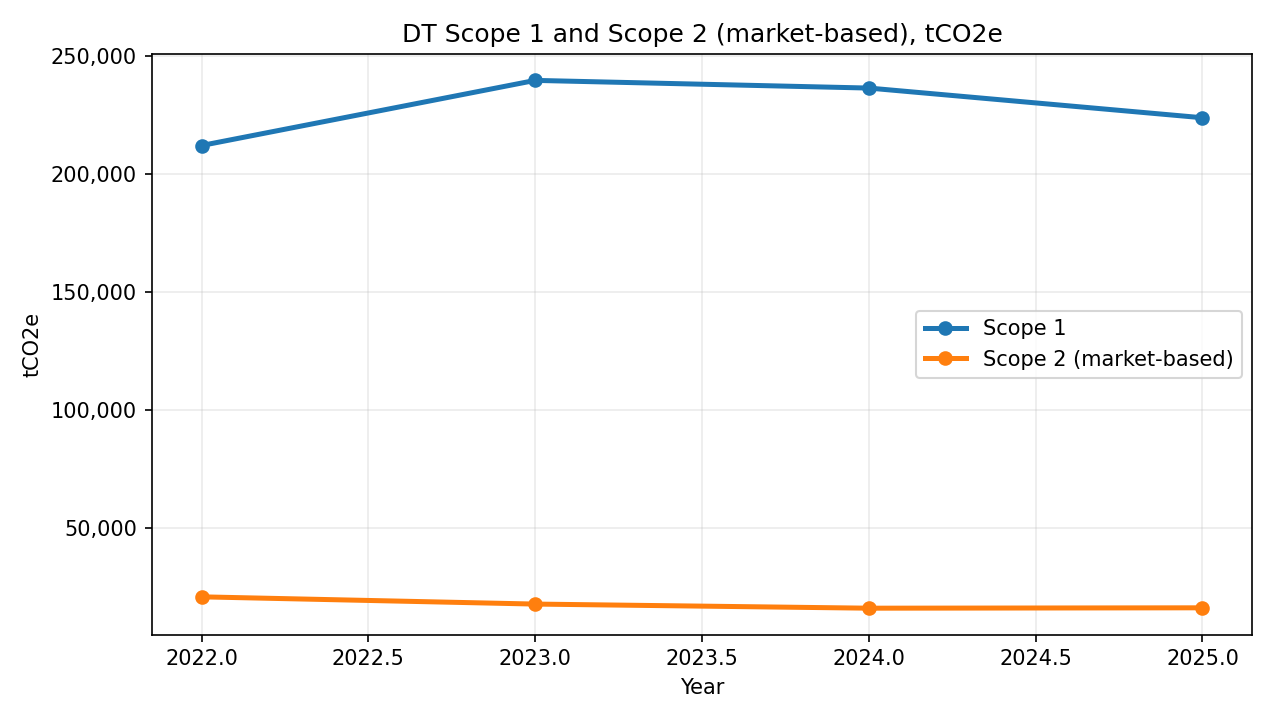 DT Scope 1 and Scope 2 (market-based), tCO2e
250,000
200,000
150,000
100,000
50,000
tCO2e
Scope 1
Scope 2 (market-based)
2022.0 2022.5 2023.0 2023.5 2024.0 2024.5 2025.0
Year